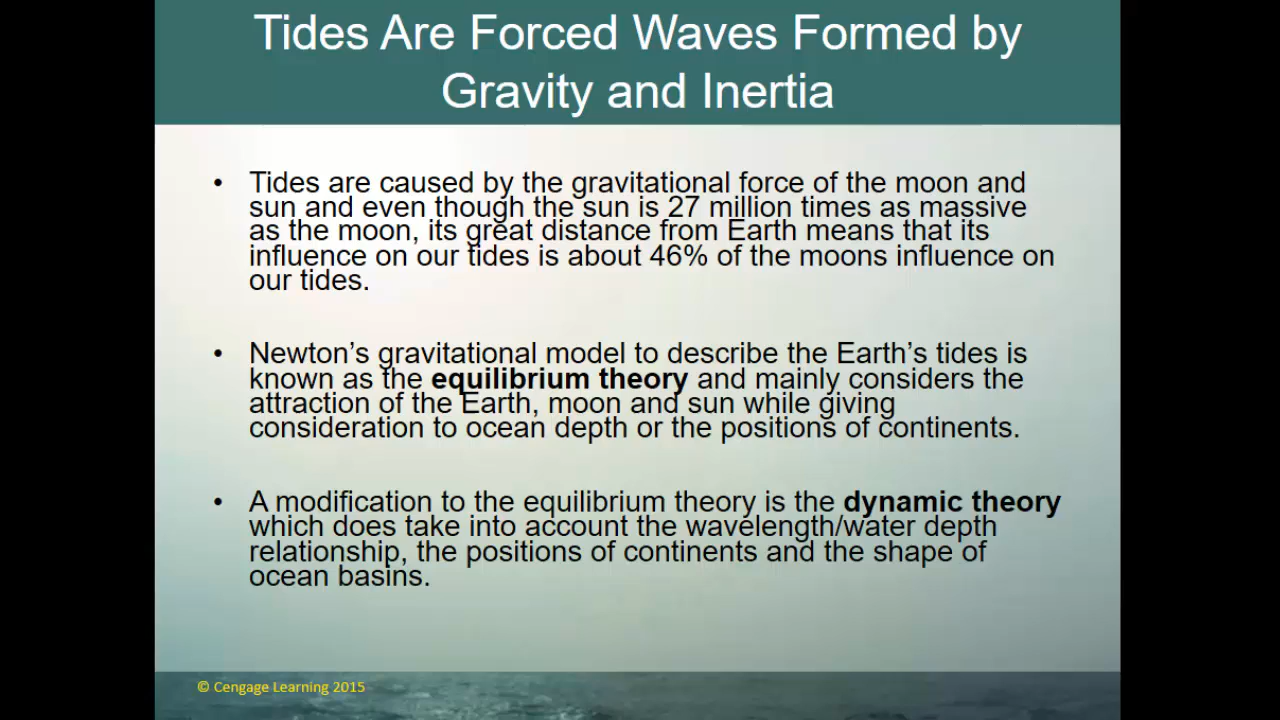 Tides Are Forced Waves Formed by
Gravity and Inertia
• Tides are caused by the gravitational force of the moon and
sun and even though the sun is 27 million times as massive
as the moon, its great distance from Earth means that its
influence on our tides is about 46% of the moons influence on
our tides.
• Newton’s gravitational model to describe the Earth’s tides is
known as the equilibrium theory and mainly considers the
attraction of the Earth, moon and sun while giving
consideration to ocean depth or the positions of continents.
• A modification to the equilibrium theory is the dynamic theory
which does take into account the wavelength/water depth
relationship, the positions of continents and the shape of
ocean basins.
© Cengage Learning 2015